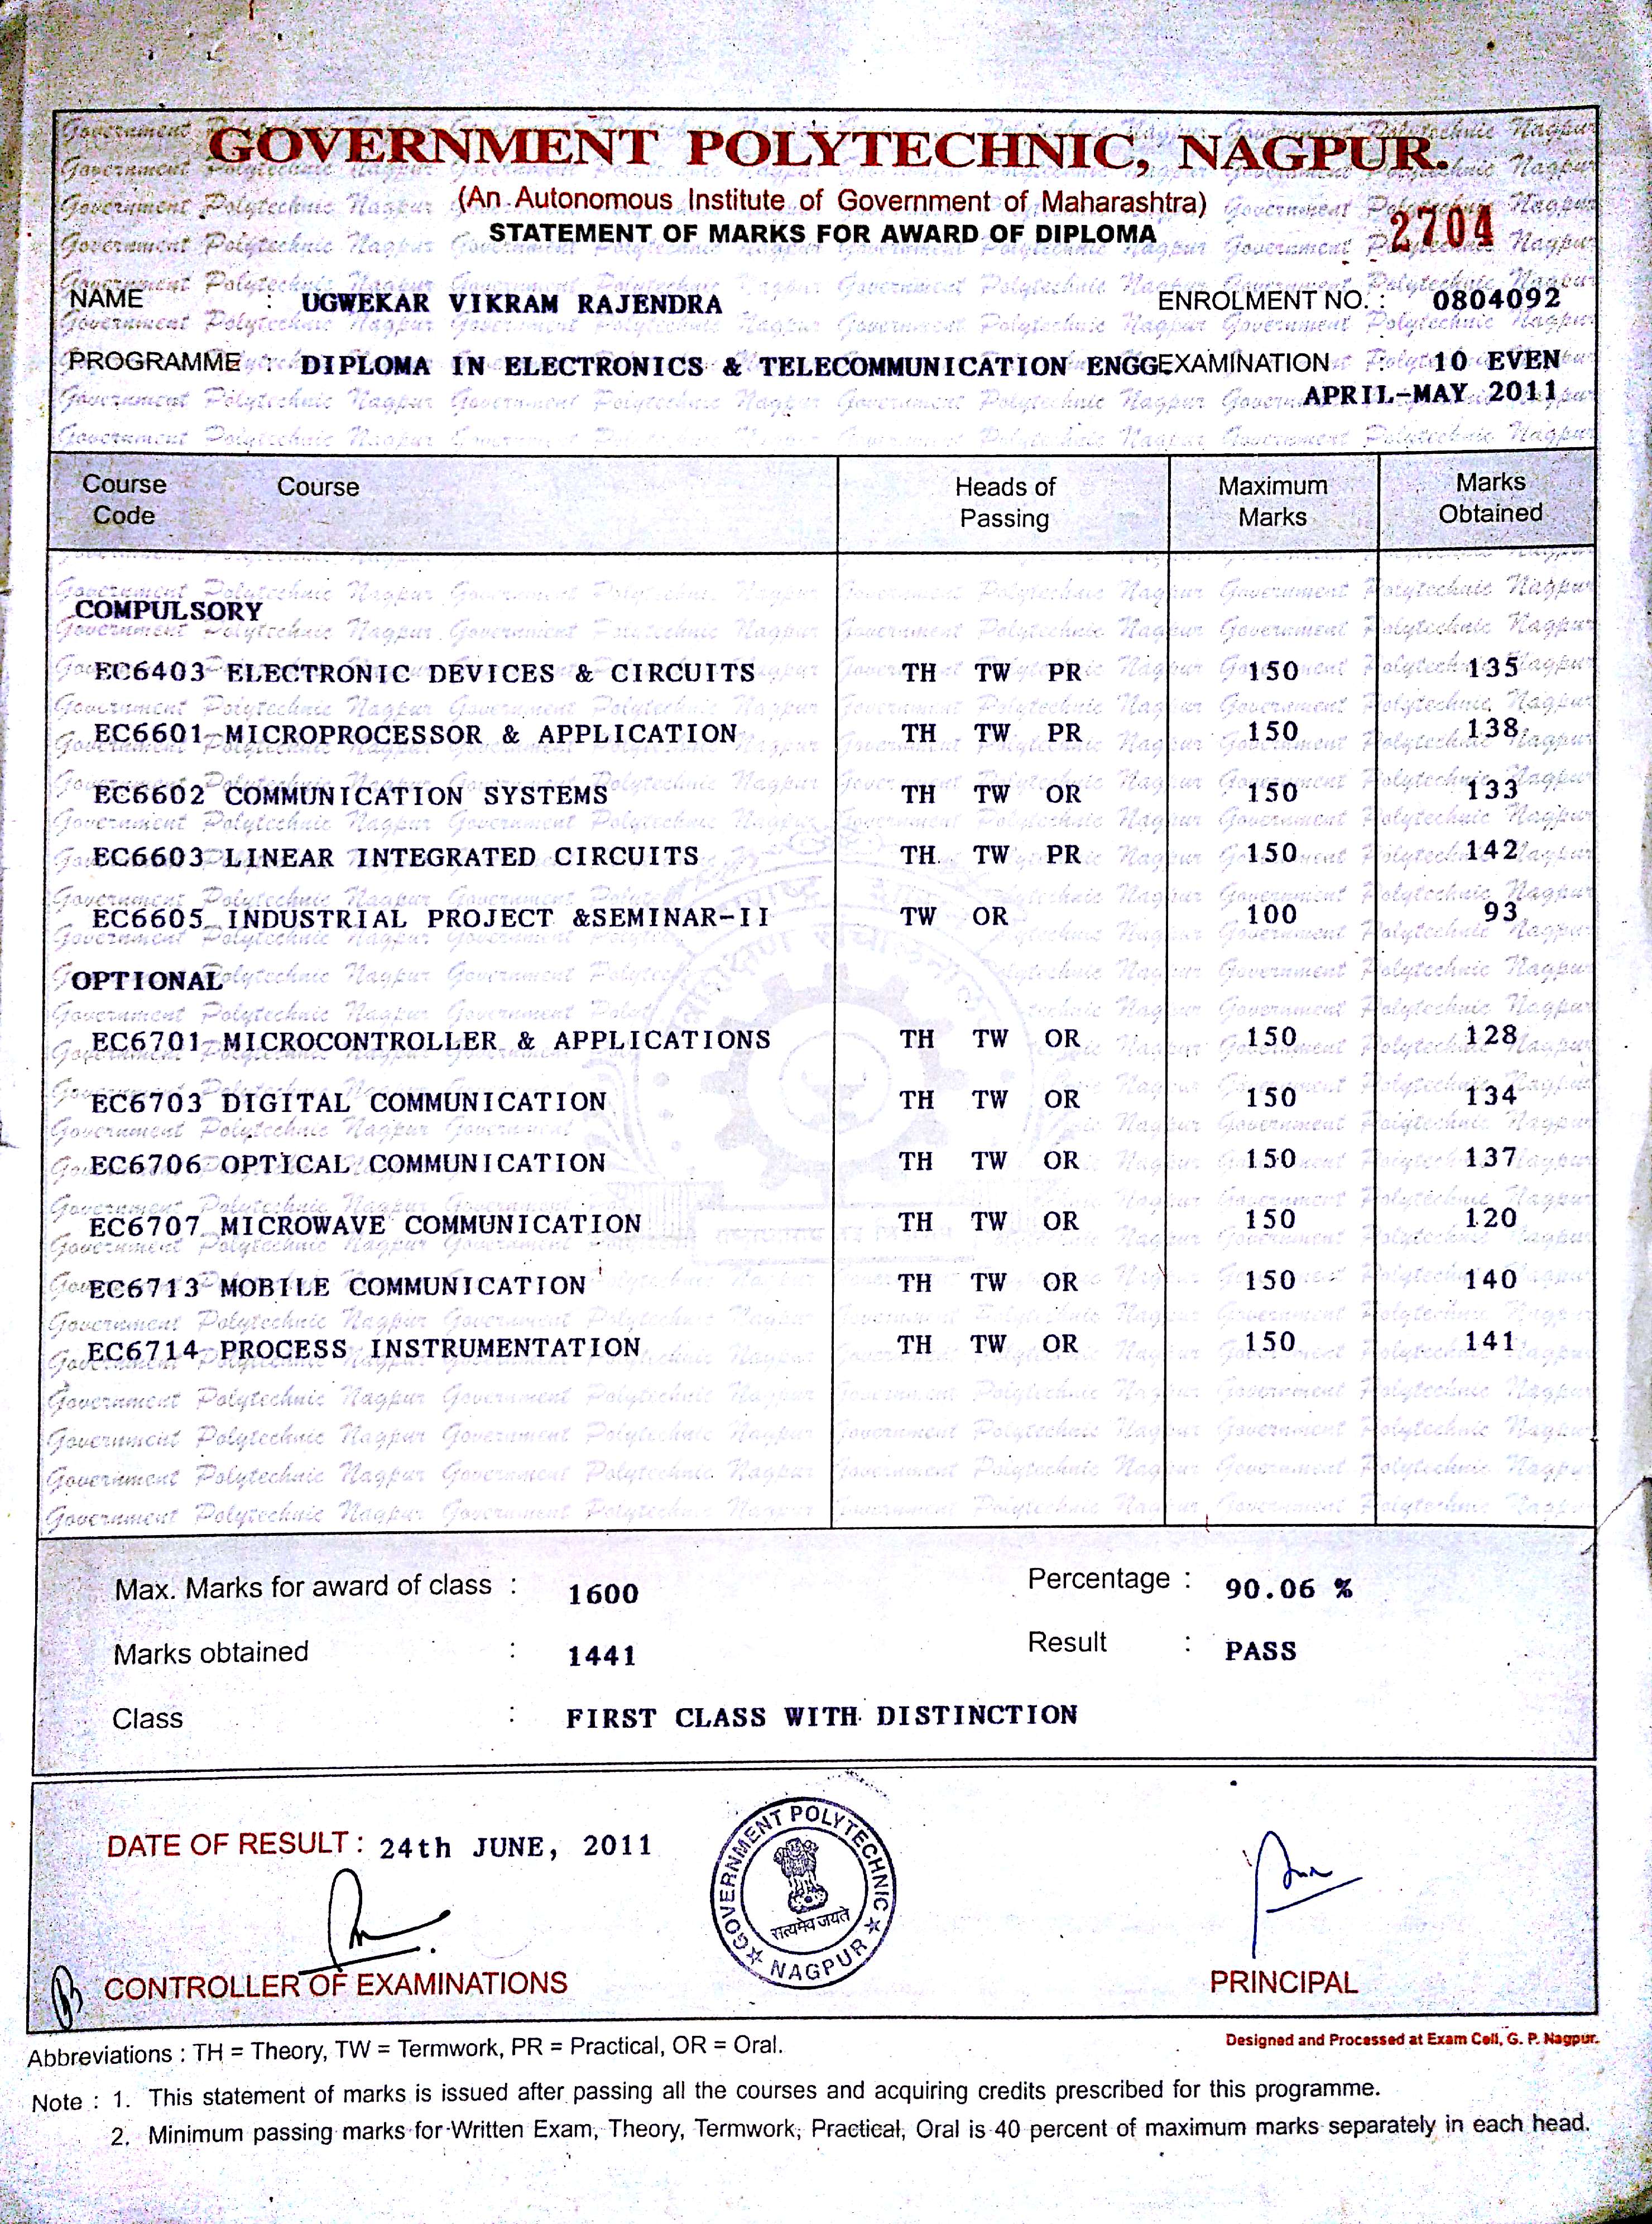 GOVERNMENT POLYTECHNIC, NAGPUR.
(An Autonomous Institute of Government of Maharashtra)
STATEMENT OF MARKS FOR AWARD OF DIPLOMA
2704
NAME : UGWEKAR VIKRAM RAJENDRA ENROLMENT NO. : 0804092
PROGRAMME : DIPLOMA IN ELECTRONICS & TELECOMMUNICATION ENGGEXAMINATION : 10 EVEN
APRIL-MAY 2011
Course Code Course Heads of Passing Maximum Marks Marks Obtained
COMPULSORY
EC6403 ELECTRONIC DEVICES & CIRCUITS TH TW PR 150 135
EC6601 MICROPROCESSOR & APPLICATION TH TW PR 150 138
EC6602 COMMUNICATION SYSTEMS TH TW OR 150 133
EC6603 LINEAR INTEGRATED CIRCUITS TH TW PR 150 142
EC6605 INDUSTRIAL PROJECT &SEMINAR-II TW OR 100 93
OPTIONAL
EC6701 MICROCONTROLLER & APPLICATIONS TH TW OR 150 128
EC6703 DIGITAL COMMUNICATION TH TW OR 150 134
EC6706 OPTICAL COMMUNICATION TH TW OR 150 137
EC6707 MICROWAVE COMMUNICATION TH TW OR 150 120
EC6713 MOBILE COMMUNICATION TH TW OR 150 140
EC6714 PROCESS INSTRUMENTATION TH TW OR 150 141
Max. Marks for award of class : 1600 Percentage : 90.06 %
Marks obtained : 1441 Result : PASS
Class : FIRST CLASS WITH DISTINCTION
DATE OF RESULT : 24th JUNE, 2011
GOVERNMENT POLYTECHNIC
सत्यमेव जयते
NAGPUR
CONTROLLER OF EXAMINATIONS PRINCIPAL
Designed and Processed at Exam Cell, G. P. Nagpur.
Abbreviations : TH = Theory, TW = Termwork, PR = Practical, OR = Oral.
Note : 1. This statement of marks is issued after passing all the courses and acquiring credits prescribed for this programme.
2. Minimum passing marks for Written Exam, Theory, Termwork, Practical, Oral is 40 percent of maximum marks separately in each head.